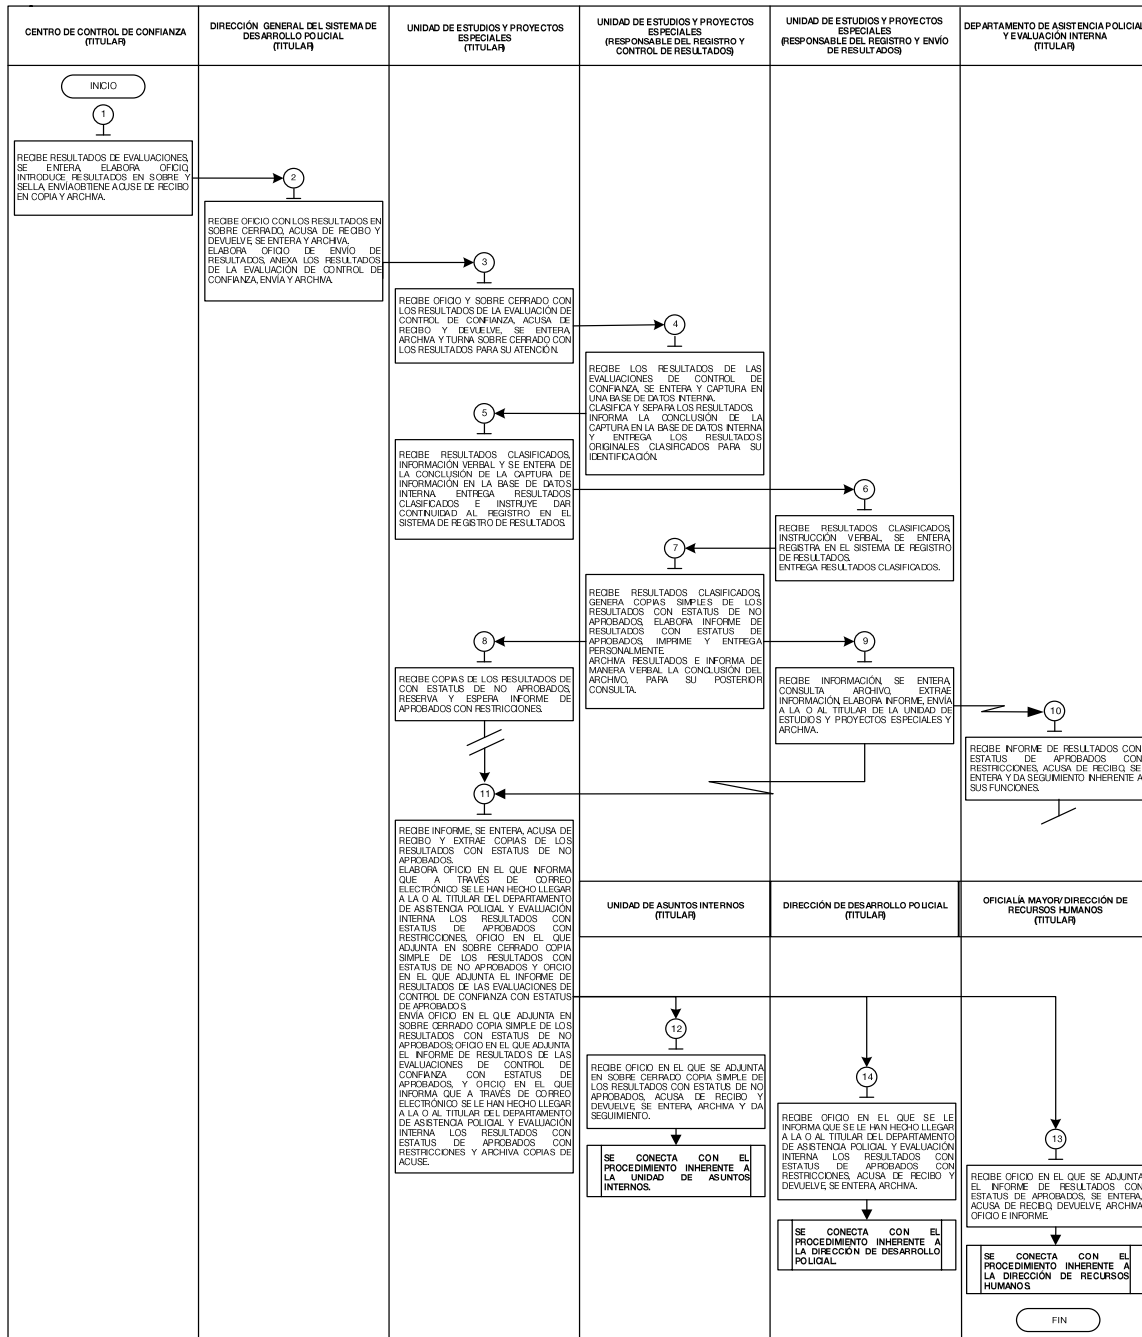 CENTRO DE CONTROL DE CONFIANZA
(TITULAR)
DIRECCIÓN GENERAL DEL SISTEMA DE
DESARROLLO POLICIAL
(TITULAR)
UNIDAD DE ESTUDIOS Y PROYECTOS
ESPECIALES
(TITULAR)
UNIDAD DE ESTUDIOS Y PROYECTOS
ESPECIALES
(RESPONSABLE DEL REGISTRO Y
CONTROL DE RESULTADOS)
UNIDAD DE ESTUDIOS Y PROYECTOS
ESPECIALES
(RESPONSABLE DEL REGISTRO Y ENVÍO
DE RESULTADOS)
DEPARTAMENTO DE ASISTENCIA POLICIAL
Y EVALUACIÓN INTERNA
(TITULAR)
INICIO
1
RECIBE RESULTADOS DE EVALUACIONES,
SE ENTERA, ELABORA OFICIO,
INTRODUCE RESULTADOS EN SOBRE Y
SELLA, ENVÍA OBTIENE ACUSE DE RECIBO
EN COPIA Y ARCHIVA.
2
RECIBE OFICIO CON LOS RESULTADOS EN
SOBRE CERRADO, ACUSA DE RECIBO Y
DEVUELVE, SE ENTERA Y ARCHIVA.
ELABORA OFICIO DE ENVÍO DE
RESULTADOS, ANEXA LOS RESULTADOS
DE LA EVALUACIÓN DE CONTROL DE
CONFIANZA, ENVÍA Y ARCHIVA.
3
RECIBE OFICIO Y SOBRE CERRADO CON
LOS RESULTADOS DE LA EVALUACIÓN DE
CONTROL DE CONFIANZA, ACUSA DE
RECIBO Y DEVUELVE, SE ENTERA,
ARCHIVA Y TURNA SOBRE CERRADO CON
LOS RESULTADOS PARA SU ATENCIÓN.
4
RECIBE LOS RESULTADOS DE LAS
EVALUACIONES DE CONTROL DE
CONFIANZA, SE ENTERA Y CAPTURA EN
UNA BASE DE DATOS INTERNA.
CLASIFICA Y SEPARA LOS RESULTADOS.
INFORMA LA CONCLUSIÓN DE LA
CAPTURA EN LA BASE DE DATOS INTERNA
Y ENTREGA LOS RESULTADOS
ORIGINALES CLASIFICADOS PARA SU
IDENTIFICACIÓN.
5
RECIBE RESULTADOS CLASIFICADOS,
INFORMACIÓN VERBAL Y SE ENTERA DE
LA CONCLUSIÓN DE LA CAPTURA DE
INFORMACIÓN EN LA BASE DE DATOS
INTERNA. ENTREGA RESULTADOS
CLASIFICADOS E INSTRUYE DAR
CONTINUIDAD AL REGISTRO EN EL
SISTEMA DE REGISTRO DE RESULTADOS.
6
RECIBE RESULTADOS CLASIFICADOS,
INSTRUCCIÓN VERBAL, SE ENTERA,
REGISTRA EN EL SISTEMA DE REGISTRO
DE RESULTADOS.
ENTREGA RESULTADOS CLASIFICADOS.
7
RECIBE RESULTADOS CLASIFICADOS,
GENERA COPIAS SIMPLES DE LOS
RESULTADOS CON ESTATUS DE NO
APROBADOS, ELABORA INFORME DE
RESULTADOS CON ESTATUS DE
APROBADOS, IMPRIME Y ENTREGA
PERSONALMENTE.
ARCHIVA RESULTADOS E INFORMA DE
MANERA VERBAL LA CONCLUSIÓN DEL
ARCHIVO, PARA SU POSTERIOR
CONSULTA.
8
RECIBE COPIAS DE LOS RESULTADOS DE
CON ESTATUS DE NO APROBADOS,
RESERVA Y ESPERA INFORME DE
APROBADOS CON RESTRICCIONES.
9
RECIBE INFORMACIÓN, SE ENTERA,
CONSULTA ARCHIVO, EXTRAE
INFORMACIÓN, ELABORA INFORME, ENVÍA
A LA O AL TITULAR DE LA UNIDAD DE
ESTUDIOS Y PROYECTOS ESPECIALES Y
ARCHIVA.
10
RECIBE INFORME DE RESULTADOS CON
ESTATUS DE APROBADOS CON
RESTRICCIONES, ACUSA DE RECIBO, SE
ENTERA Y DA SEGUIMIENTO INHERENTE A
SUS FUNCIONES.
11
RECIBE INFORME, SE ENTERA, ACUSA DE
RECIBO Y EXTRAE COPIAS DE LOS
RESULTADOS CON ESTATUS DE NO
APROBADOS.
ELABORA OFICIO EN EL QUE INFORMA
QUE A TRAVÉS DE CORREO
ELECTRÓNICO SE LE HAN HECHO LLEGAR
A LA O AL TITULAR DEL DEPARTAMENTO
DE ASISTENCIA POLICIAL Y EVALUACIÓN
INTERNA LOS RESULTADOS CON
ESTATUS DE APROBADOS CON
RESTRICCIONES, OFICIO EN EL QUE
ADJUNTA EN SOBRE CERRADO COPIA
SIMPLE DE LOS RESULTADOS CON
ESTATUS DE NO APROBADOS Y OFICIO
EN EL QUE ADJUNTA EL INFORME DE
RESULTADOS DE LAS EVALUACIONES DE
CONTROL DE CONFIANZA CON ESTATUS
DE APROBADOS.
ENVÍA OFICIO EN EL QUE ADJUNTA EN
SOBRE CERRADO COPIA SIMPLE DE LOS
RESULTADOS CON ESTATUS DE NO
APROBADOS; OFICIO EN EL QUE ADJUNTA
EL INFORME DE RESULTADOS DE LAS
EVALUACIONES DE CONTROL DE
CONFIANZA CON ESTATUS DE
APROBADOS, Y OFICIO EN EL QUE
INFORMA QUE A TRAVÉS DE CORREO
ELECTRÓNICO SE LE HAN HECHO LLEGAR
A LA O AL TITULAR DEL DEPARTAMENTO
DE ASISTENCIA POLICIAL Y EVALUACIÓN
INTERNA LOS RESULTADOS CON
ESTATUS DE APROBADOS CON
RESTRICCIONES Y ARCHIVA COPIAS DE
ACUSE.
UNIDAD DE ASUNTOS INTERNOS
(TITULAR)
DIRECCIÓN DE DESARROLLO POLICIAL
(TITULAR)
OFICIALÍA MAYOR/ DIRECCIÓN DE
RECURSOS HUMANOS
(TITULAR)
12
RECIBE OFICIO EN EL QUE SE ADJUNTA
EN SOBRE CERRADO COPIA SIMPLE DE
LOS RESULTADOS CON ESTATUS DE NO
APROBADOS, ACUSA DE RECIBO Y
DEVUELVE, SE ENTERA, ARCHIVA Y DA
SEGUIMIENTO.
SE CONECTA CON EL
PROCEDIMIENTO INHERENTE A
LA UNIDAD DE ASUNTOS
INTERNOS.
14
RECIBE OFICIO EN EL QUE SE LE
INFORMA QUE SE LE HAN HECHO LLEGAR
A LA O AL TITULAR DEL DEPARTAMENTO
DE ASISTENCIA POLICIAL Y EVALUACIÓN
INTERNA LOS RESULTADOS CON
ESTATUS DE APROBADOS CON
RESTRICCIONES, ACUSA DE RECIBO Y
DEVUELVE, SE ENTERA, ARCHIVA.
SE CONECTA CON EL
PROCEDIMIENTO INHERENTE A
LA DIRECCIÓN DE DESARROLLO
POLICIAL.
13
RECIBE OFICIO EN EL QUE SE ADJUNTA
EL INFORME DE RESULTADOS CON
ESTATUS DE APROBADOS, SE ENTERA,
ACUSA DE RECIBO, DEVUELVE, ARCHIVA
OFICIO E INFORME.
SE CONECTA CON EL
PROCEDIMIENTO INHERENTE A
LA DIRECCIÓN DE RECURSOS
HUMANOS.
FIN